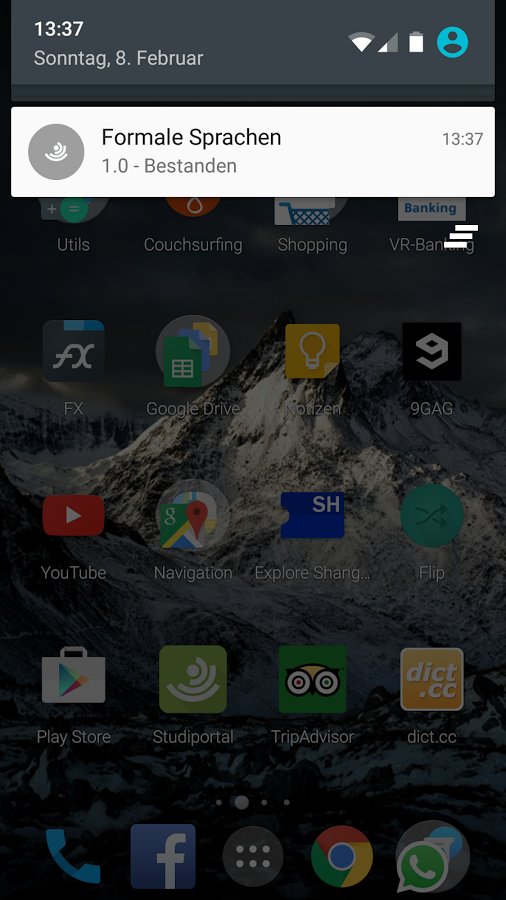 13:37
Sonntag, 8. Februar
Formale Sprachen
13:37
1.0 - Bestanden
Banking
Utils
Couchsurfing
Shopping
VR-Banking
FX
FX
Google Drive
Notizen
9GAG
SH
g
YouTube
Navigation
Explore Shang...
Flip
dict
.cc
Play Store
Studiportal
TripAdvisor
dict.cc
f